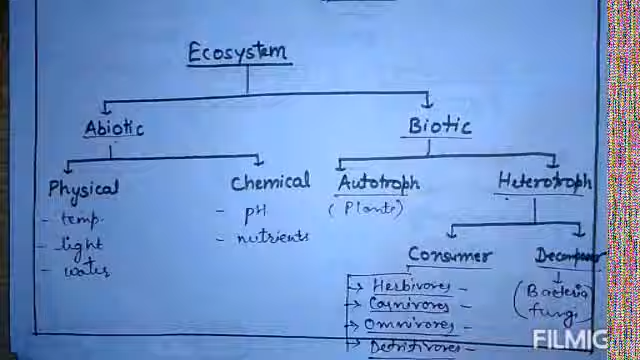 Ecosystem
Abiotic
Biotic
Physical
- temp.
- light
- water
Chemical
- pH
- nutrients
Autotroph
(Plants)
Heterotroph
Consumer
Herbivores -
Carnivores -
Omnivores -
Detritivores -
Decomposer
(Bacteria
fungi
FILMIG